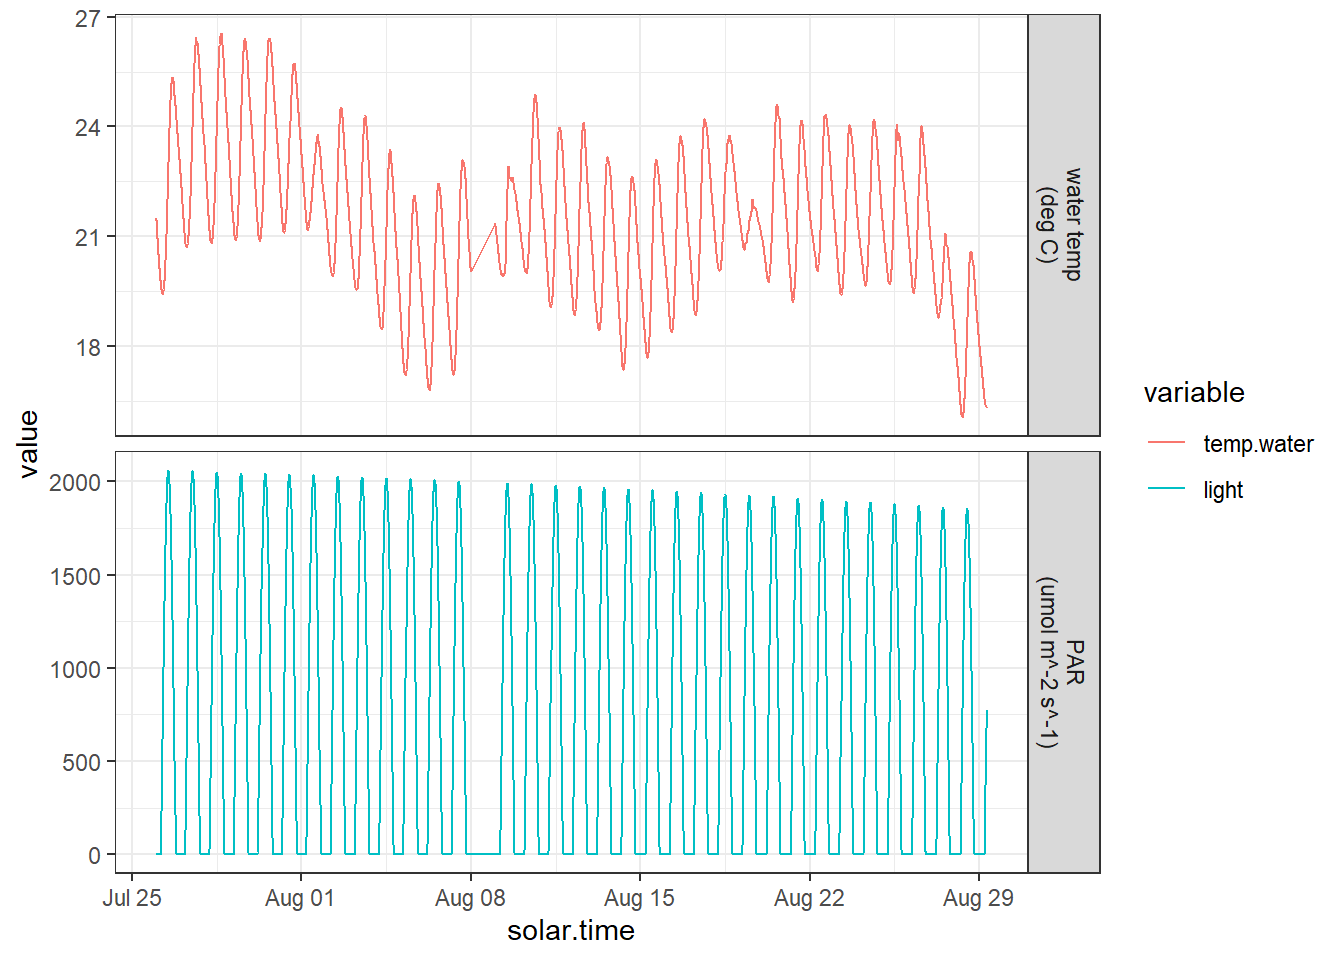 27
24
21
18
water temp
(deg C)
value
2000
1500
1000
500
0
PAR
(umol m^-2 s^-1)
Jul 25
Aug 01
Aug 08
Aug 15
Aug 22
Aug 29
solar.time
variable
temp.water
light